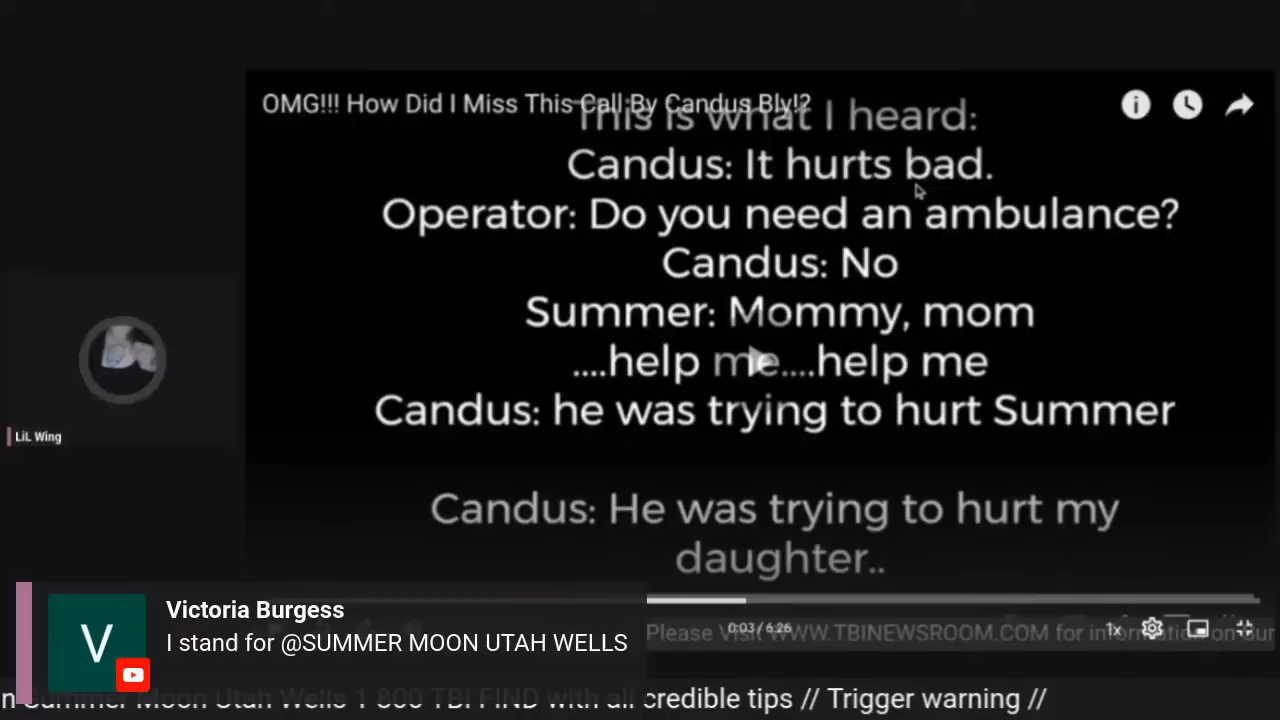 OMG!!! How Did I Miss This Call By Candus Bly!?
This is what I heard:
Candus: It hurts bad.
Operator: Do you need an ambulance?
Candus: No
Summer: Mommy, mom
....help me....help me
Candus: he was trying to hurt Summer
Candus: He was trying to hurt my
daughter..
LiL Wing
V
Victoria Burgess
I stand for @SUMMER MOON UTAH WELLS
0:03 / 6:26
1x
Please Visit WWW.TBINEWSROOM.COM for information on our
n Summer Moon Utah Wells 1 800 TBI FIND with all credible tips // Trigger warning //